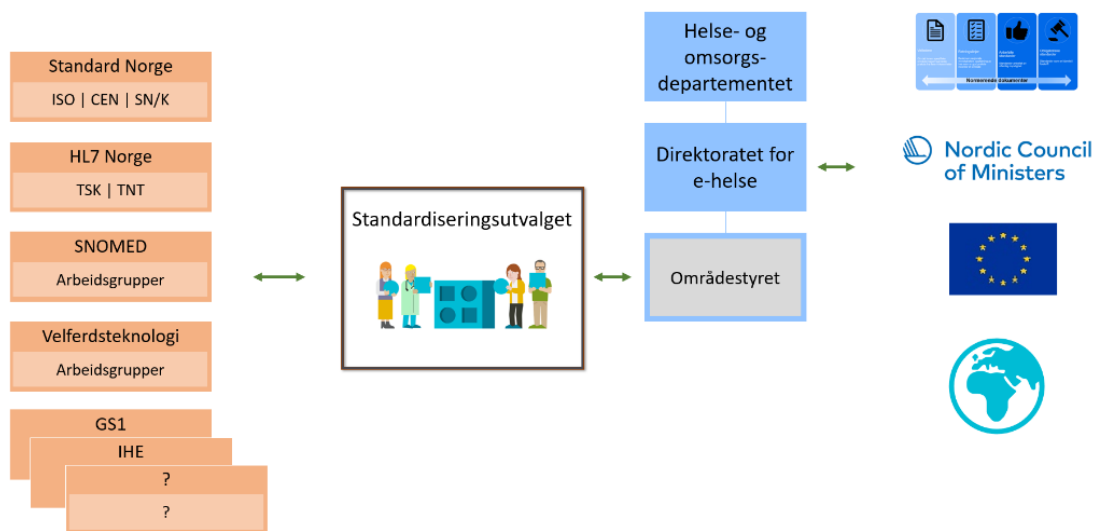 Standard Norge
ISO | CEN | SN/K
HL7 Norge
TSK | TNT
SNOMED
Arbeidsgrupper
Velferdsteknologi
Arbeidsgrupper
GS1
IHE
?
?
Standardiseringsutvalget
Helse- og
omsorgs-
departementet
Direktoratet for
e-helse
Områdestyret
Normerende dokumenter
Nordic Council
of Ministers